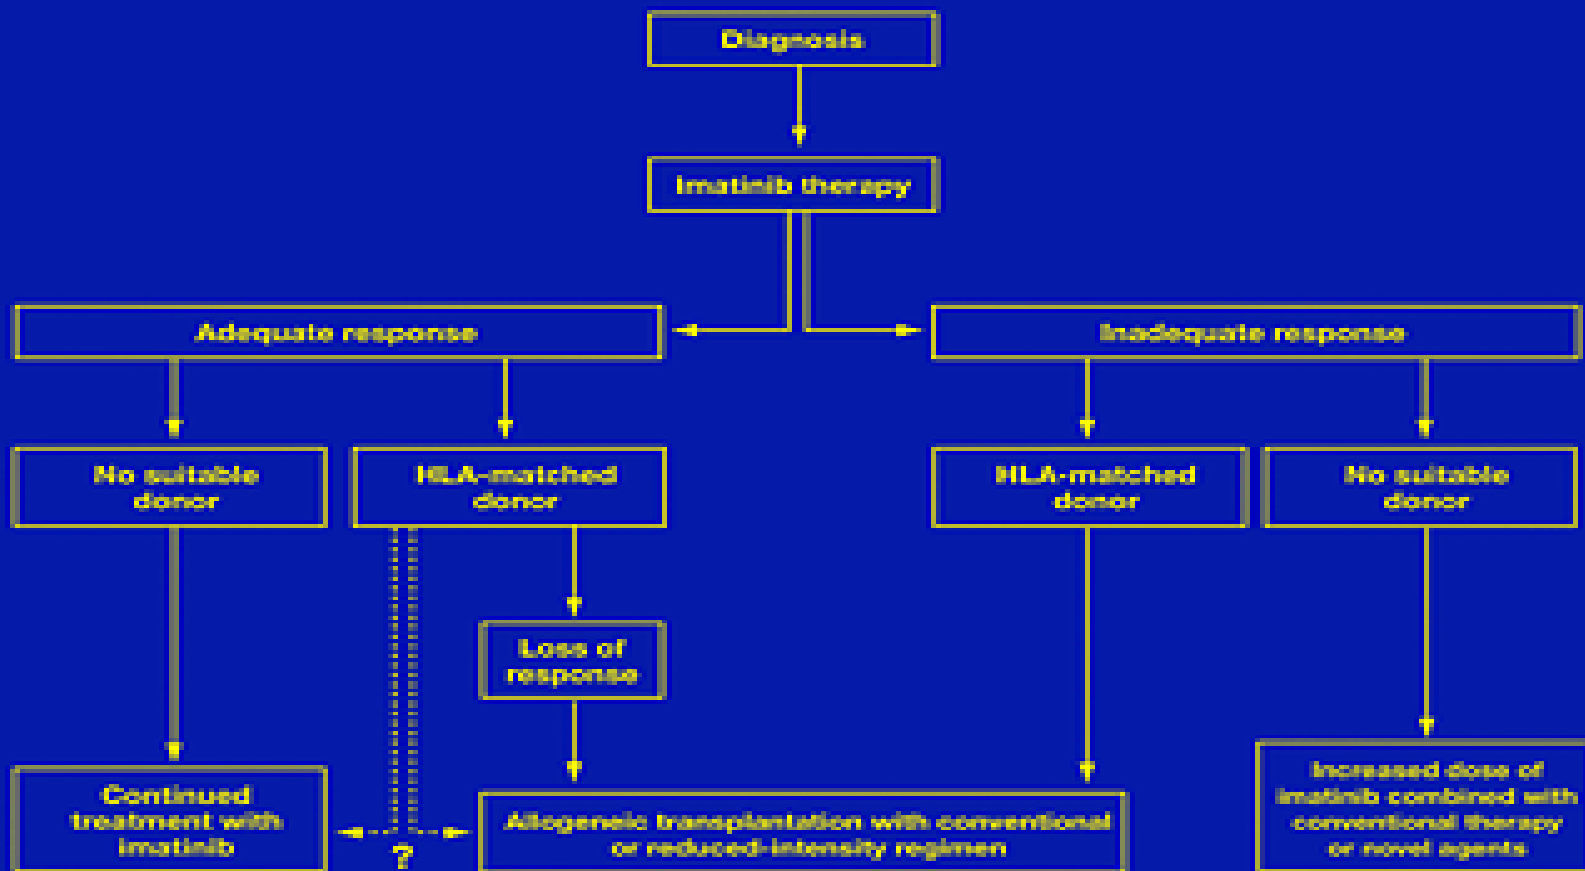 Diagnosis
Imatinib therapy
Adequate response
Inadequate response
No suitable
donor
HLA-matched
donor
HLA-matched
donor
No suitable
donor
Loss of
response
Continued
treatment with
imatinib
?
Allogeneic transplantation with conventional
or reduced-intensity regimen
Increased dose of
imatinib combined with
conventional therapy
or novel agents